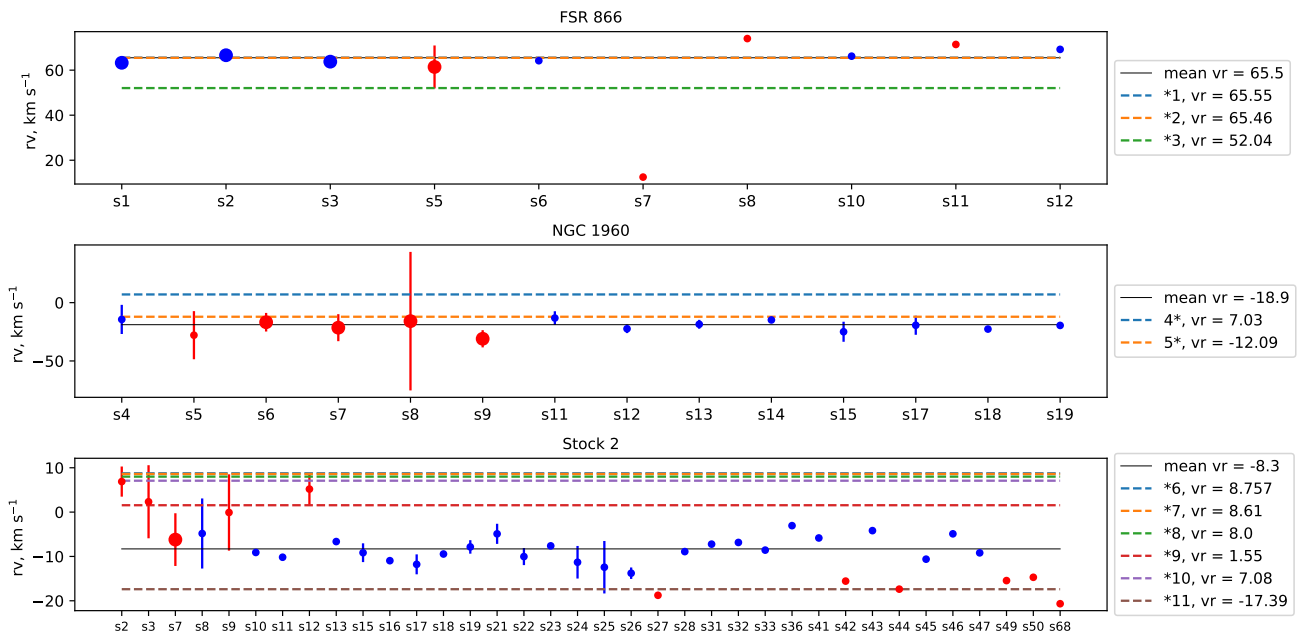 FSR 866
rv, km s⁻¹
60
40
20
s1 s2 s3 s5 s6 s7 s8 s10 s11 s12
mean vr = 65.5
*1, vr = 65.55
*2, vr = 65.46
*3, vr = 52.04
NGC 1960
rv, km s⁻¹
0
−50
s4 s5 s6 s7 s8 s9 s11 s12 s13 s14 s15 s17 s18 s19
mean vr = -18.9
4*, vr = 7.03
5*, vr = -12.09
Stock 2
rv, km s⁻¹
10
0
−10
−20
s2 s3 s7 s8 s9 s10 s11 s12 s13 s15 s16 s17 s18 s19 s21 s22 s23 s24 s25 s26 s27 s28 s31 s32 s33 s36 s41 s42 s43 s44 s45 s46 s47 s49 s50 s68
mean vr = -8.3
*6, vr = 8.757
*7, vr = 8.61
*8, vr = 8.0
*9, vr = 1.55
*10, vr = 7.08
*11, vr = -17.39